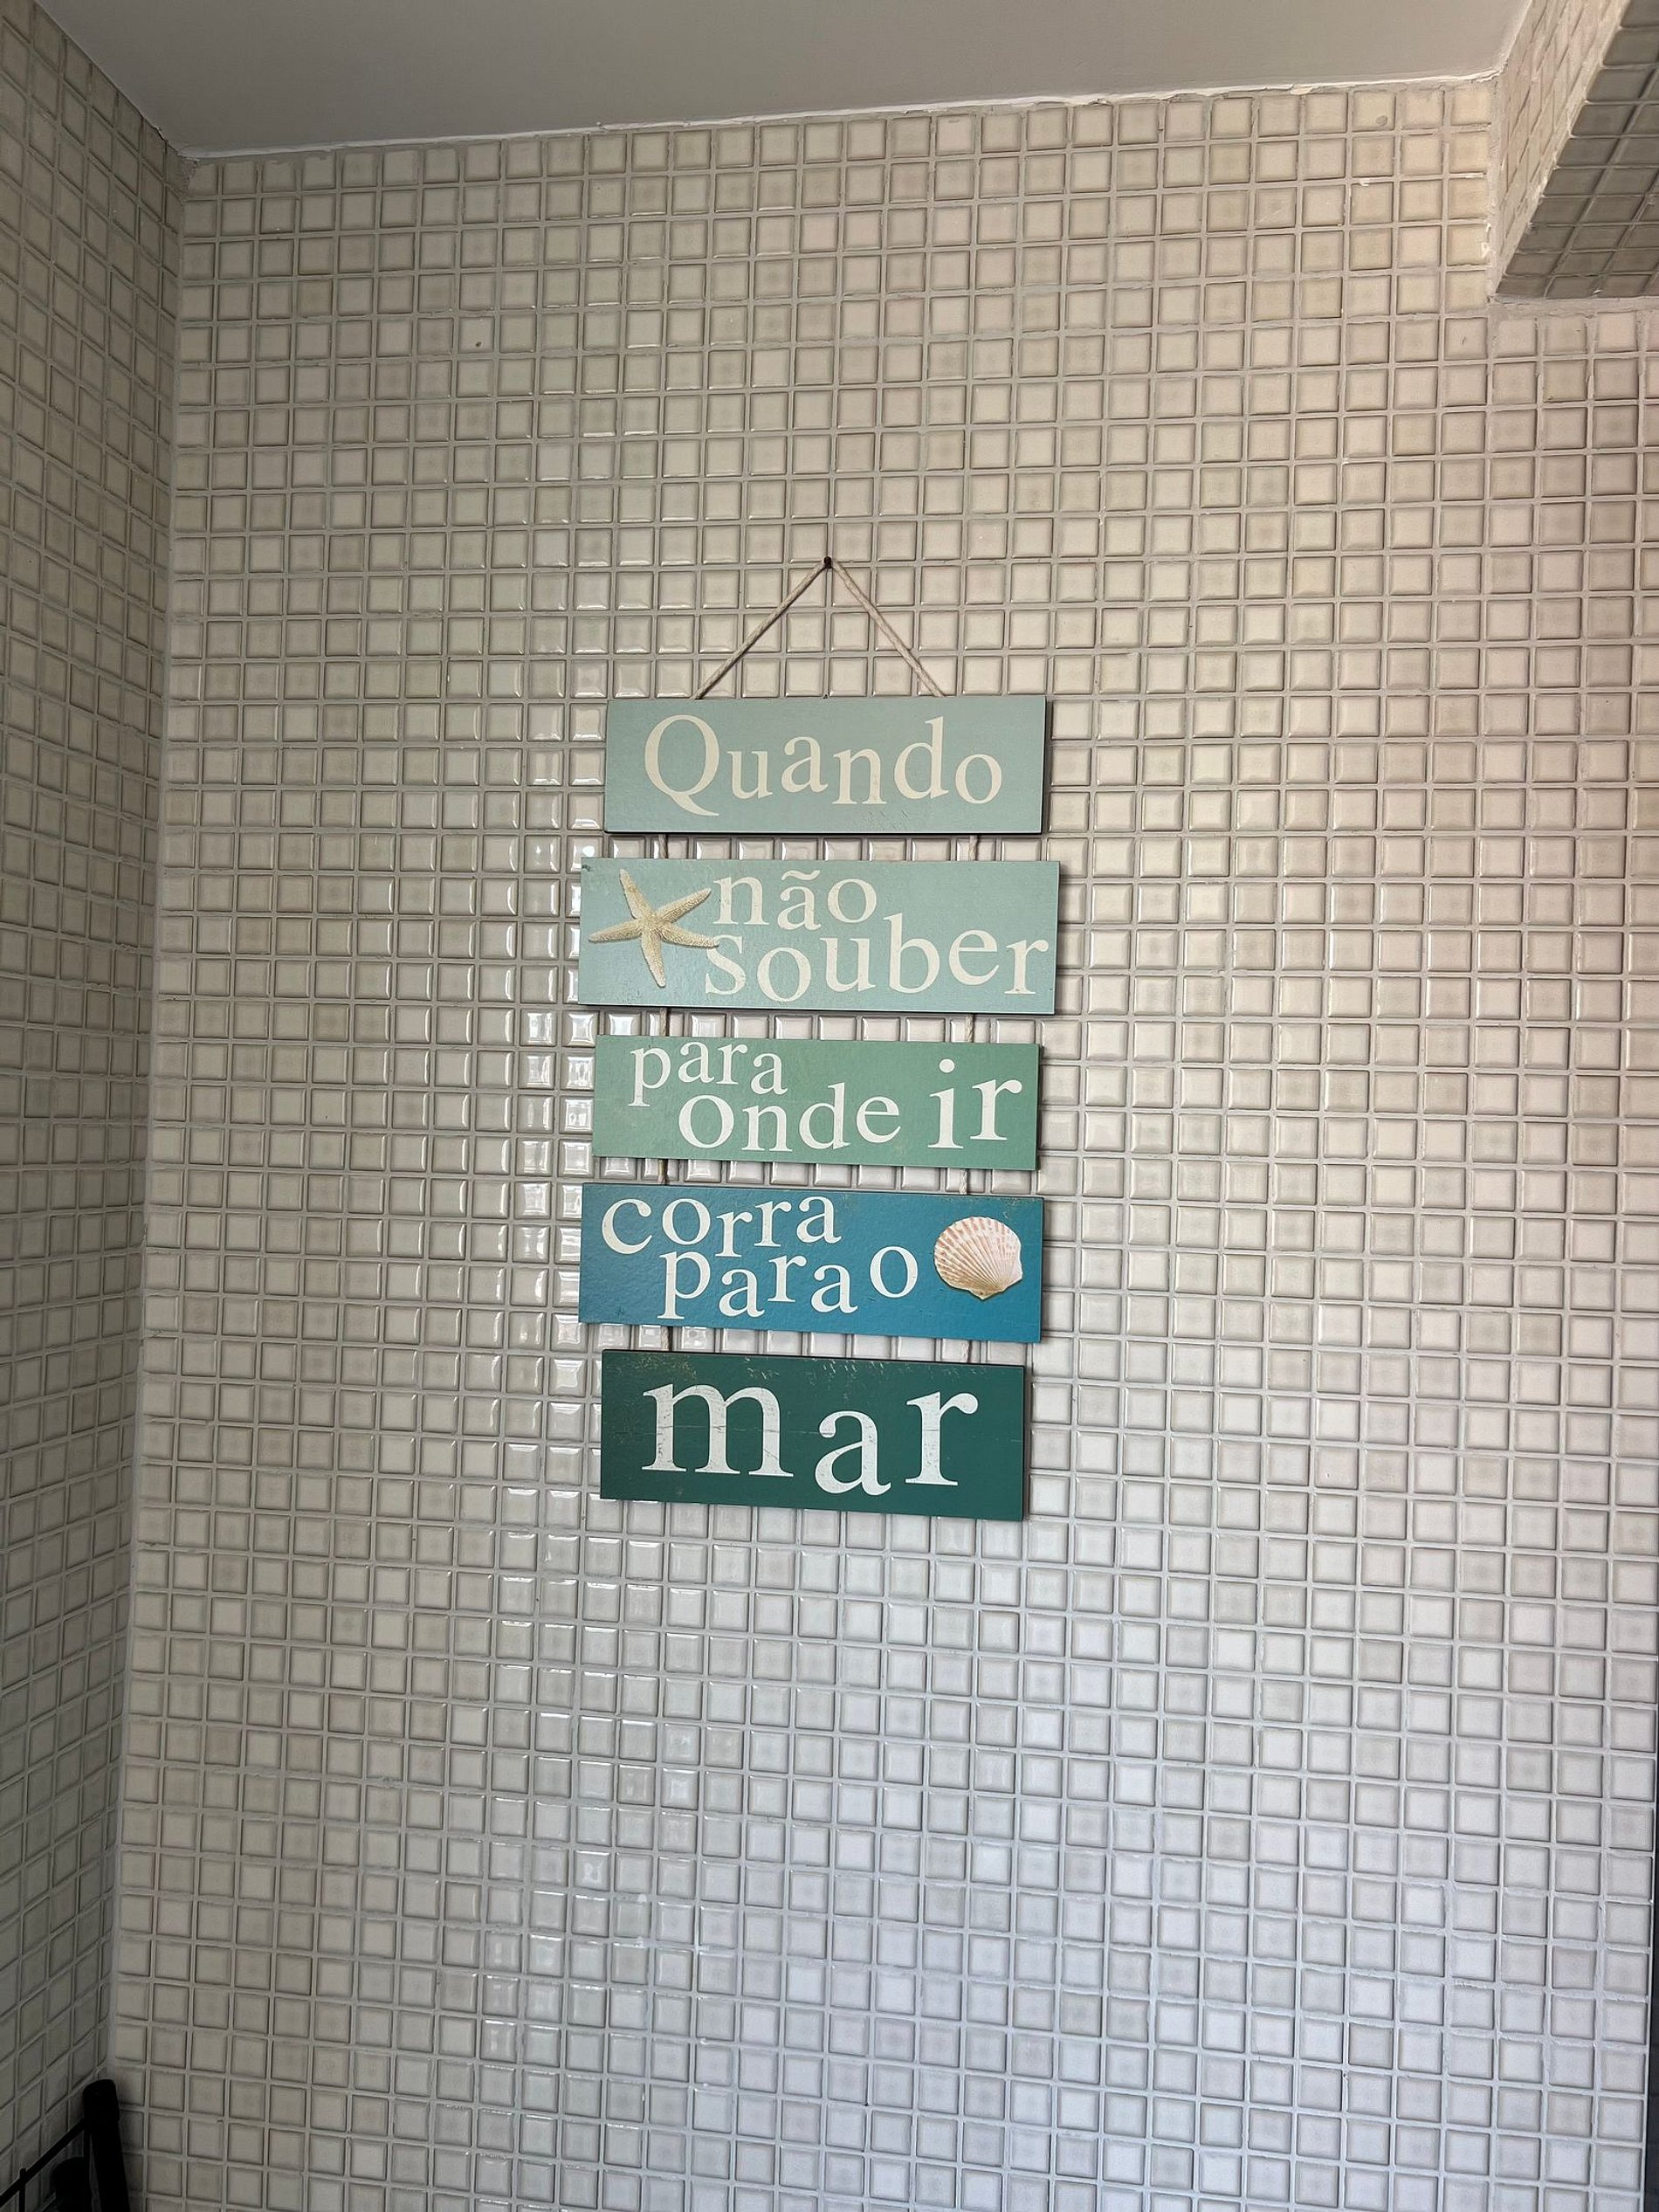 Quando
não
souber
para
onde ir
corra
para o
mar